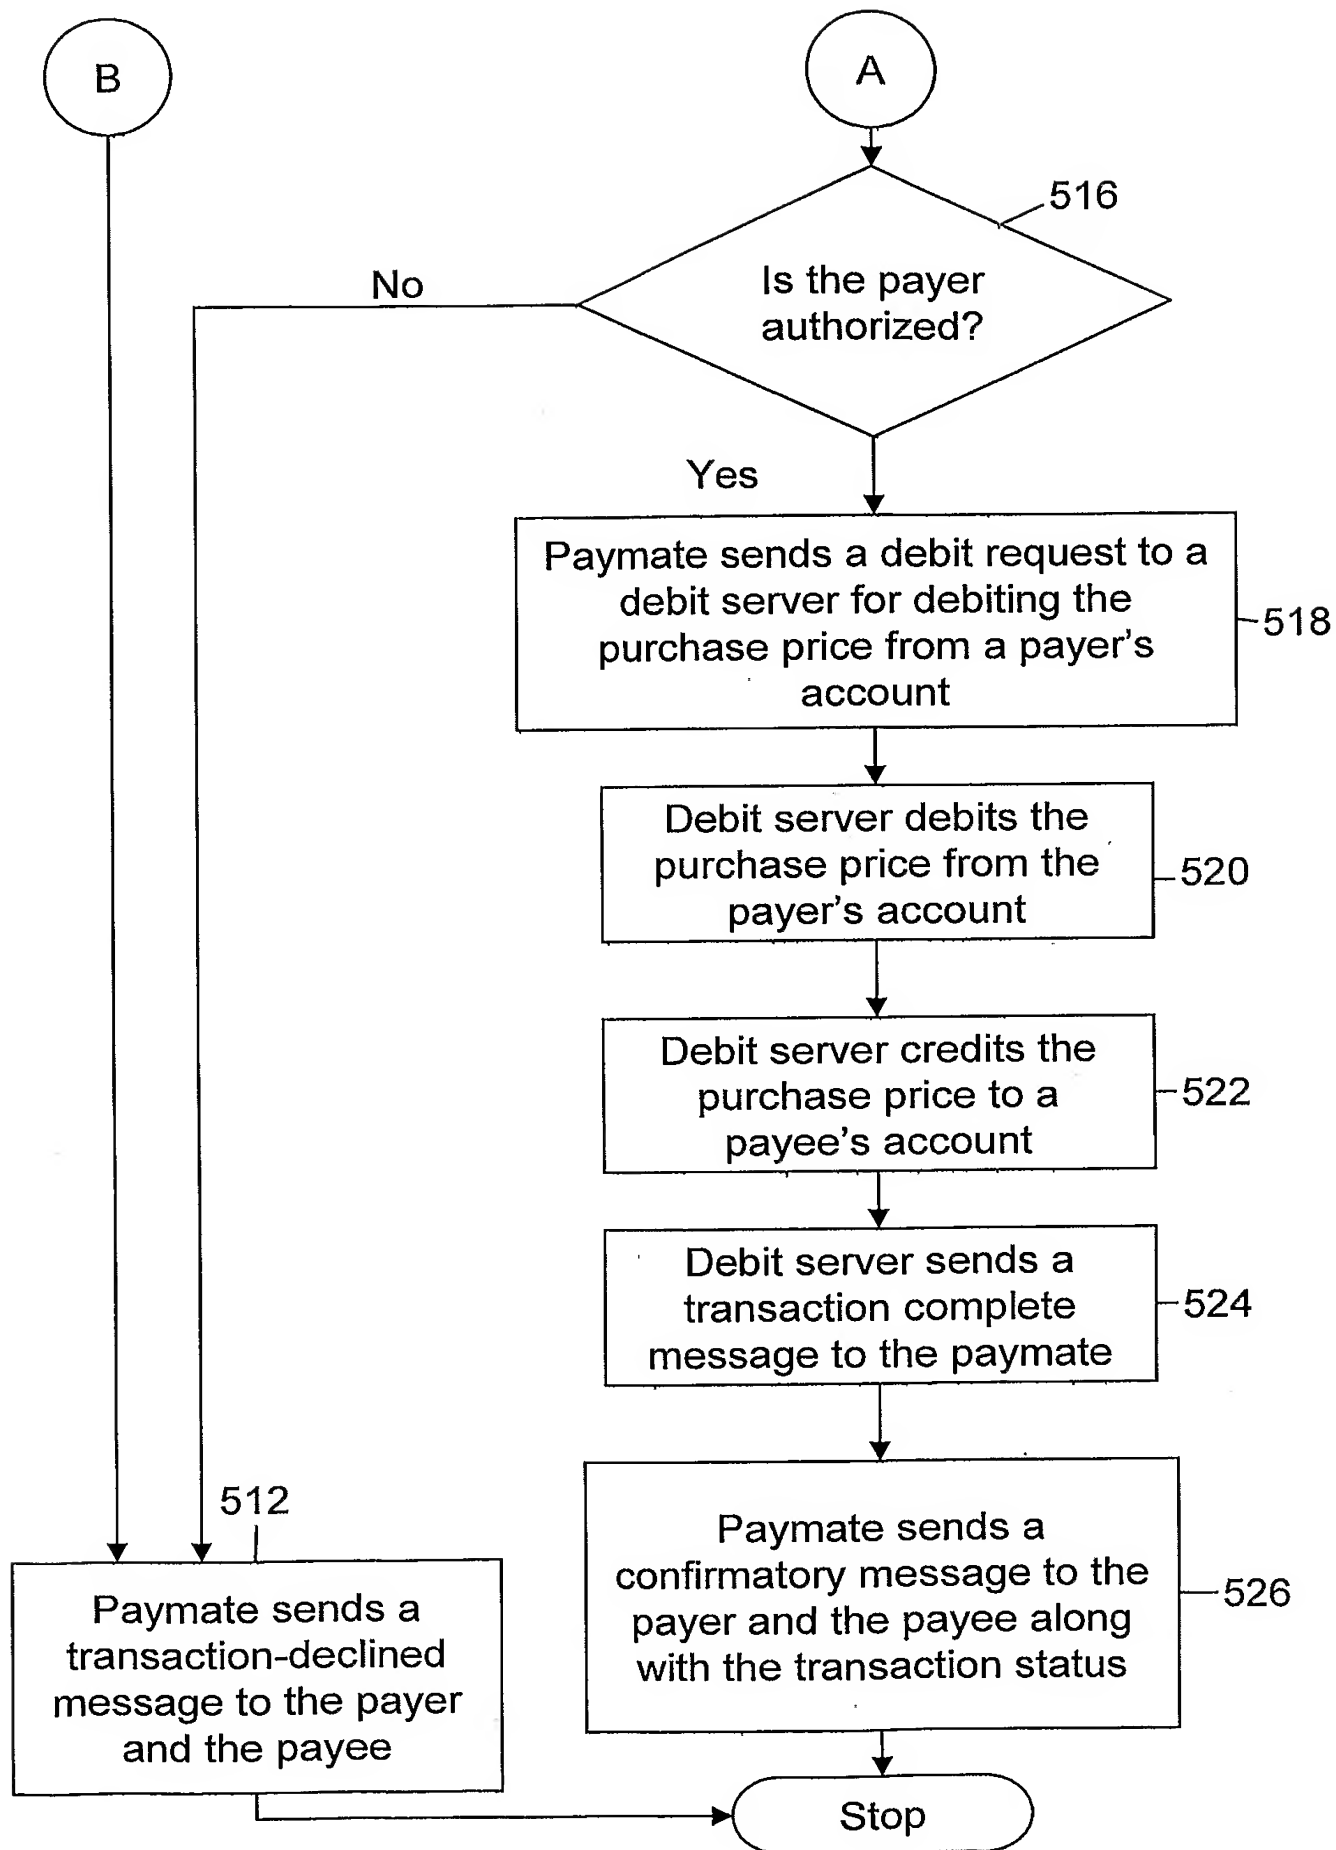 B
A
516
Is the payer
authorized?
No
Yes
Paymate sends a debit request to a
debit server for debiting the
purchase price from a payer's
account
518
Debit server debits the
purchase price from the
payer's account
520
Debit server credits the
purchase price to a
payee's account
522
Debit server sends a
transaction complete
message to the paymate
524
512
Paymate sends a
transaction-declined
message to the payer
and the payee
Paymate sends a
confirmatory message to the
payer and the payee along
with the transaction status
526
Stop